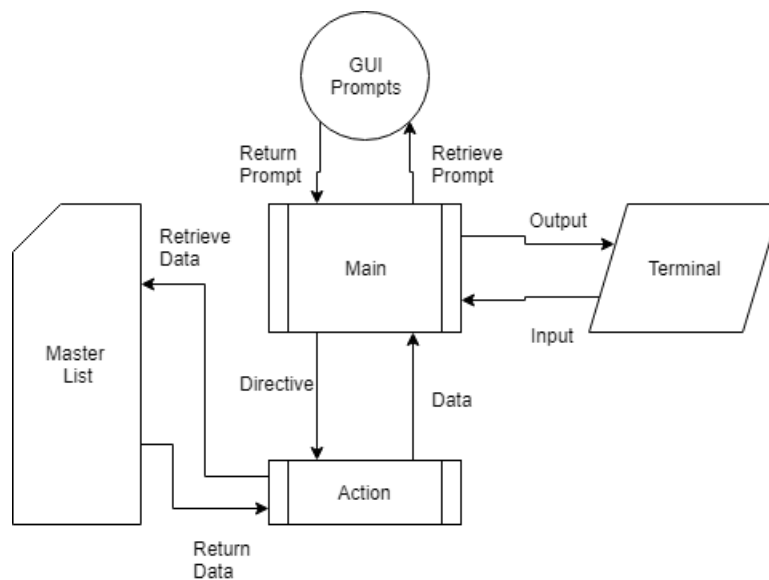 GUI
Prompts
Return
Prompt
Retrieve
Prompt
Retrieve
Data
Main
Output
Terminal
Input
Master
List
Directive
Data
Action
Return
Data